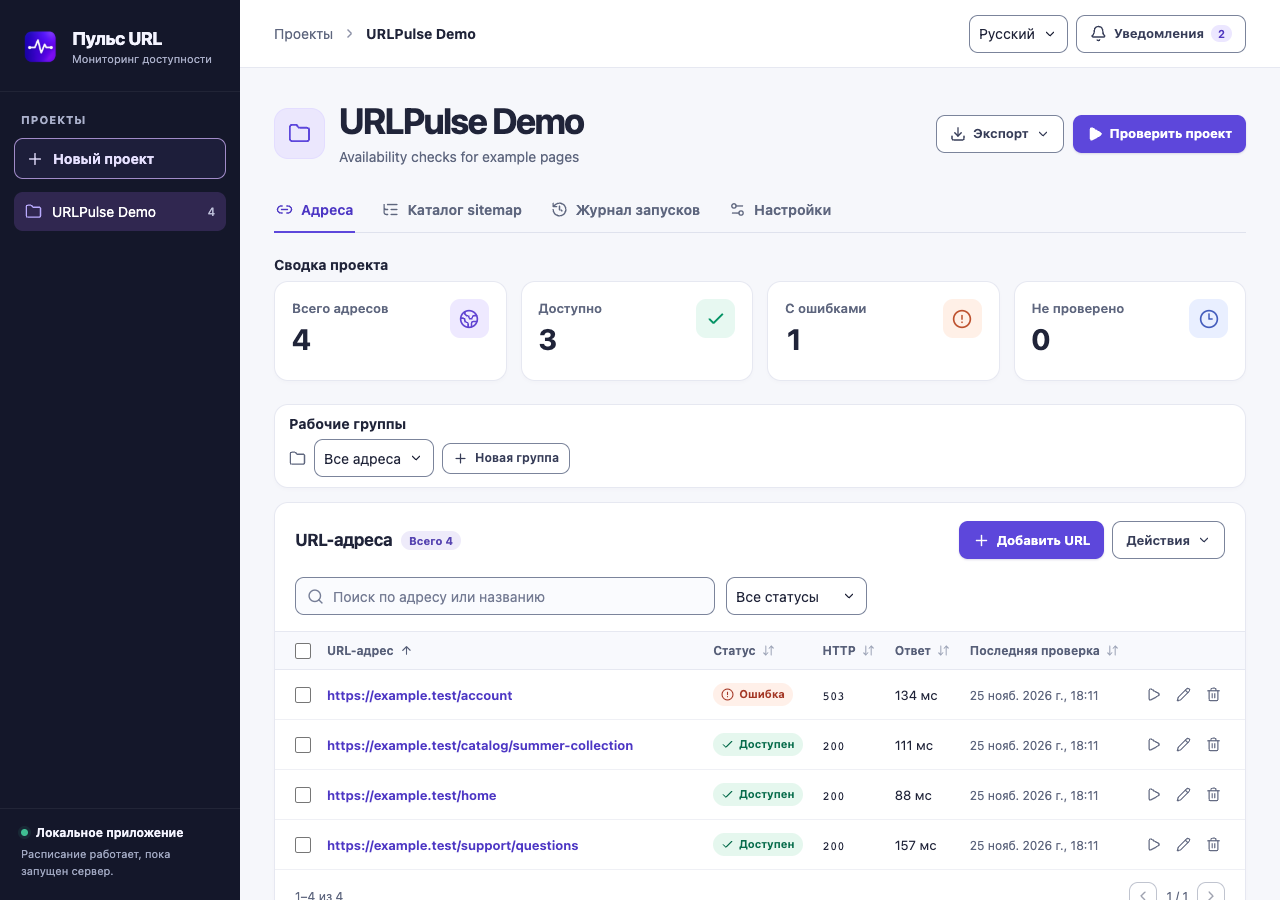 Пульс URL
Мониторинг доступности
ПРОЕКТЫ
Новый проект
URLPulse Demo 4
Локальное приложение
Расписание работает, пока
запущен сервер.
Проекты > URLPulse Demo
Русский
Уведомления 2
URLPulse Demo
Availability checks for example pages
Экспорт
Проверить проект
Адреса
Каталог sitemap
Журнал запусков
Настройки
Сводка проекта
Всего адресов
4
Доступно
3
С ошибками
1
Не проверено
0
Рабочие группы
Все адреса
Новая группа
URL-адреса Всего 4
Добавить URL
Действия
Поиск по адресу или названию
Все статусы
URL-адрес Статус HTTP Ответ Последняя проверка
https://example.test/account Ошибка 503 134 мс 25 нояб. 2026 г., 18:11
https://example.test/catalog/summer-collection Доступен 200 111 мс 25 нояб. 2026 г., 18:11
https://example.test/home Доступен 200 88 мс 25 нояб. 2026 г., 18:11
https://example.test/support/questions Доступен 200 157 мс 25 нояб. 2026 г., 18:11
1–4 из 4
1 / 1